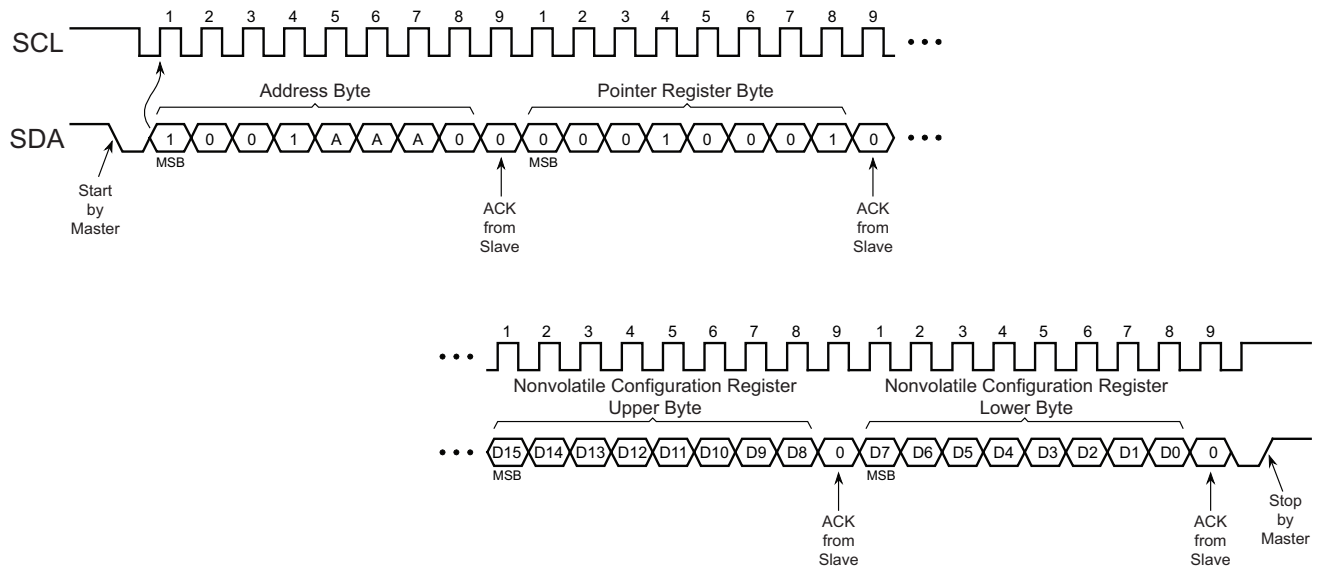 1 2 3 4 5 6 7 8 9 1 2 3 4 5 6 7 8 9
SCL
Address Byte Pointer Register Byte
SDA 1 0 0 1 A A A 0 0 0 0 0 1 0 0 0 1 0
MSB MSB
Start
by
Master
ACK
from
Slave
ACK
from
Slave
1 2 3 4 5 6 7 8 9 1 2 3 4 5 6 7 8 9
Nonvolatile Configuration Register
Upper Byte
Nonvolatile Configuration Register
Lower Byte
D15 D14 D13 D12 D11 D10 D9 D8 0 D7 D6 D5 D4 D3 D2 D1 D0 0
MSB MSB
ACK
from
Slave
ACK
from
Slave
Stop
by
Master